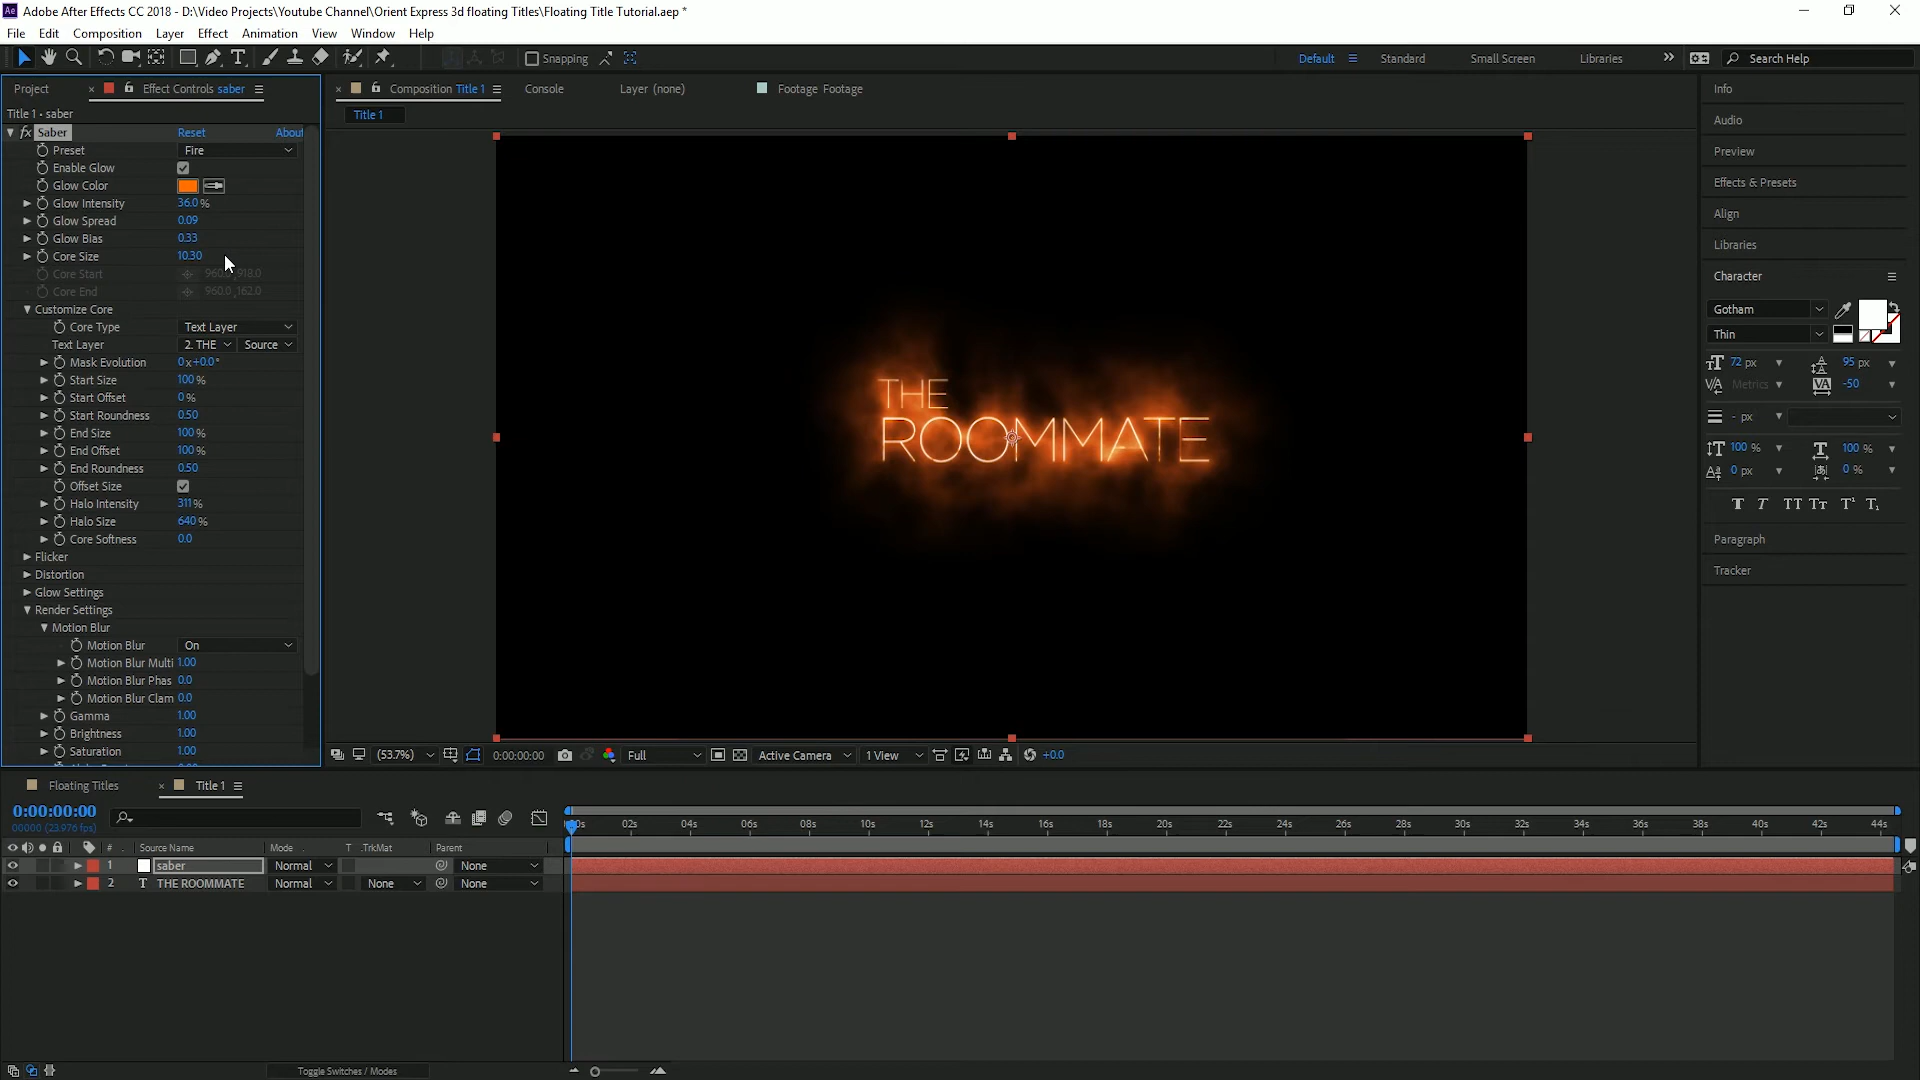 Adobe After Effects CC 2018 - D:\Video Projects\Youtube Channel\Orient Express 3d floating Titles\Floating Title Tutorial.aep *
File Edit Composition Layer Effect Animation View Window Help
Snapping Default Standard Small Screen Libraries Search Help
Project Effect Controls saber Composition Title 1 Console Layer (none) Footage Footage Info
Title 1 • saber Title 1
fx Saber Reset About
Preset Fire
Enable Glow
Glow Color
Glow Intensity 36.0 %
Glow Spread 0.09
Glow Bias 0.33
Core Size 10.30
Core Start
Core End 960.0 ,162.0
Customize Core
Core Type Text Layer
Text Layer 2. THE Source
Mask Evolution 0 x+0.0 °
Start Size 100 %
Start Offset 0 %
Start Roundness 0.50
End Size 100 %
End Offset 100 %
End Roundness 0.50
Offset Size
Halo Intensity 311 %
Halo Size 640 %
Core Softness 0.0
Flicker
Distortion
Glow Settings
Render Settings
Motion Blur
Motion Blur On
Motion Blur Multi 1.00
Motion Blur Phas 0.0
Motion Blur Clam 0.0
Gamma 1.00
Brightness 1.00
Saturation 1.00
THE
ROOMMATE
(53.7%) 0:00:00:00 Full Active Camera 1 View +0.0
Audio
Preview
Effects & Presets
Align
Libraries
Character
Gotham
Thin
72 px 95 px
Metrics -50
- px
100 % 100 %
0 px 0 %
T T TT Tt T¹ T₁
Paragraph
Tracker
Floating Titles Title 1
0:00:00:00
00000 (23.976 fps)
02s 04s 06s 08s 10s 12s 14s 16s 18s 20s 22s 24s 26s 28s 30s 32s 34s 36s 38s 40s 42s 44s
# Source Name Mode T .TrkMat Parent
1 saber Normal None
2 T THE ROOMMATE Normal None None
Toggle Switches / Modes